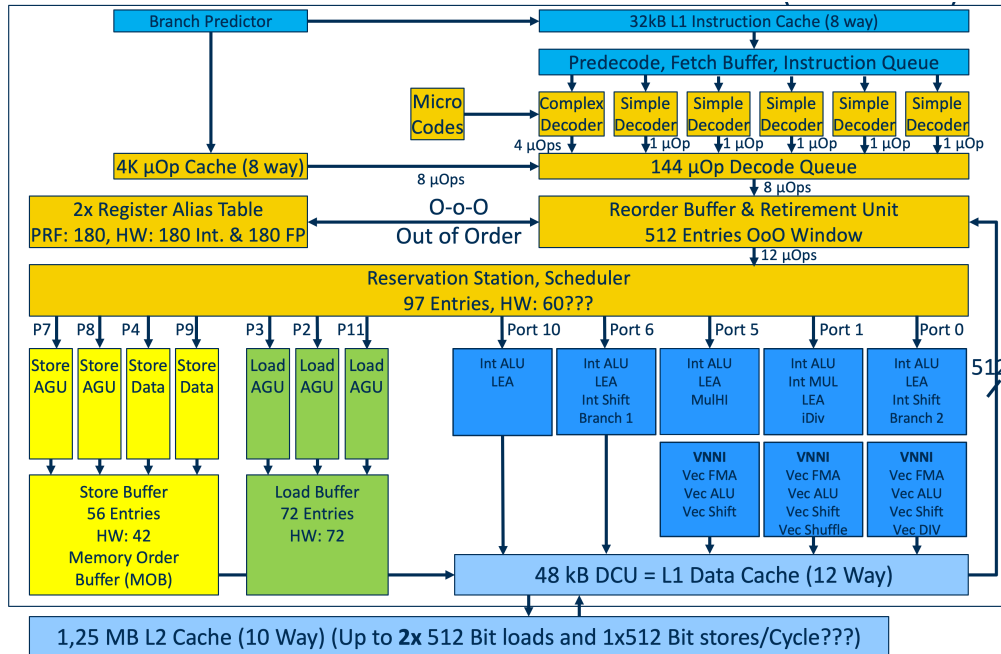 Branch Predictor
32kB L1 Instruction Cache (8 way)
Predecode, Fetch Buffer, Instruction Queue
Micro
Codes
Complex
Decoder
Simple
Decoder
Simple
Decoder
Simple
Decoder
Simple
Decoder
Simple
Decoder
4 µOps
1 µOp
1 µOp
1 µOp
1 µOp
1 µOp
4K µOp Cache (8 way)
8 µOps
144 µOp Decode Queue
8 µOps
2x Register Alias Table
PRF: 180, HW: 180 Int. & 180 FP
O-o-O
Out of Order
Reorder Buffer & Retirement Unit
512 Entries OoO Window
12 µOps
Reservation Station, Scheduler
97 Entries, HW: 60???
P7
P8
P4
P9
P3
P2
P11
Port 10
Port 6
Port 5
Port 1
Port 0
Store
AGU
Store
AGU
Store
Data
Store
Data
Load
AGU
Load
AGU
Load
AGU
Int ALU
LEA
Int ALU
LEA
Int Shift
Branch 1
Int ALU
LEA
MulHI
Int ALU
Int MUL
LEA
iDiv
Int ALU
LEA
Int Shift
Branch 2
512
VNNI
Vec FMA
Vec ALU
Vec Shift
VNNI
Vec FMA
Vec ALU
Vec Shift
Vec Shuffle
VNNI
Vec FMA
Vec ALU
Vec Shift
Vec DIV
Store Buffer
56 Entries
HW: 42
Memory Order
Buffer (MOB)
Load Buffer
72 Entries
HW: 72
48 kB DCU = L1 Data Cache (12 Way)
1,25 MB L2 Cache (10 Way) (Up to 2x 512 Bit loads and 1x512 Bit stores/Cycle???)